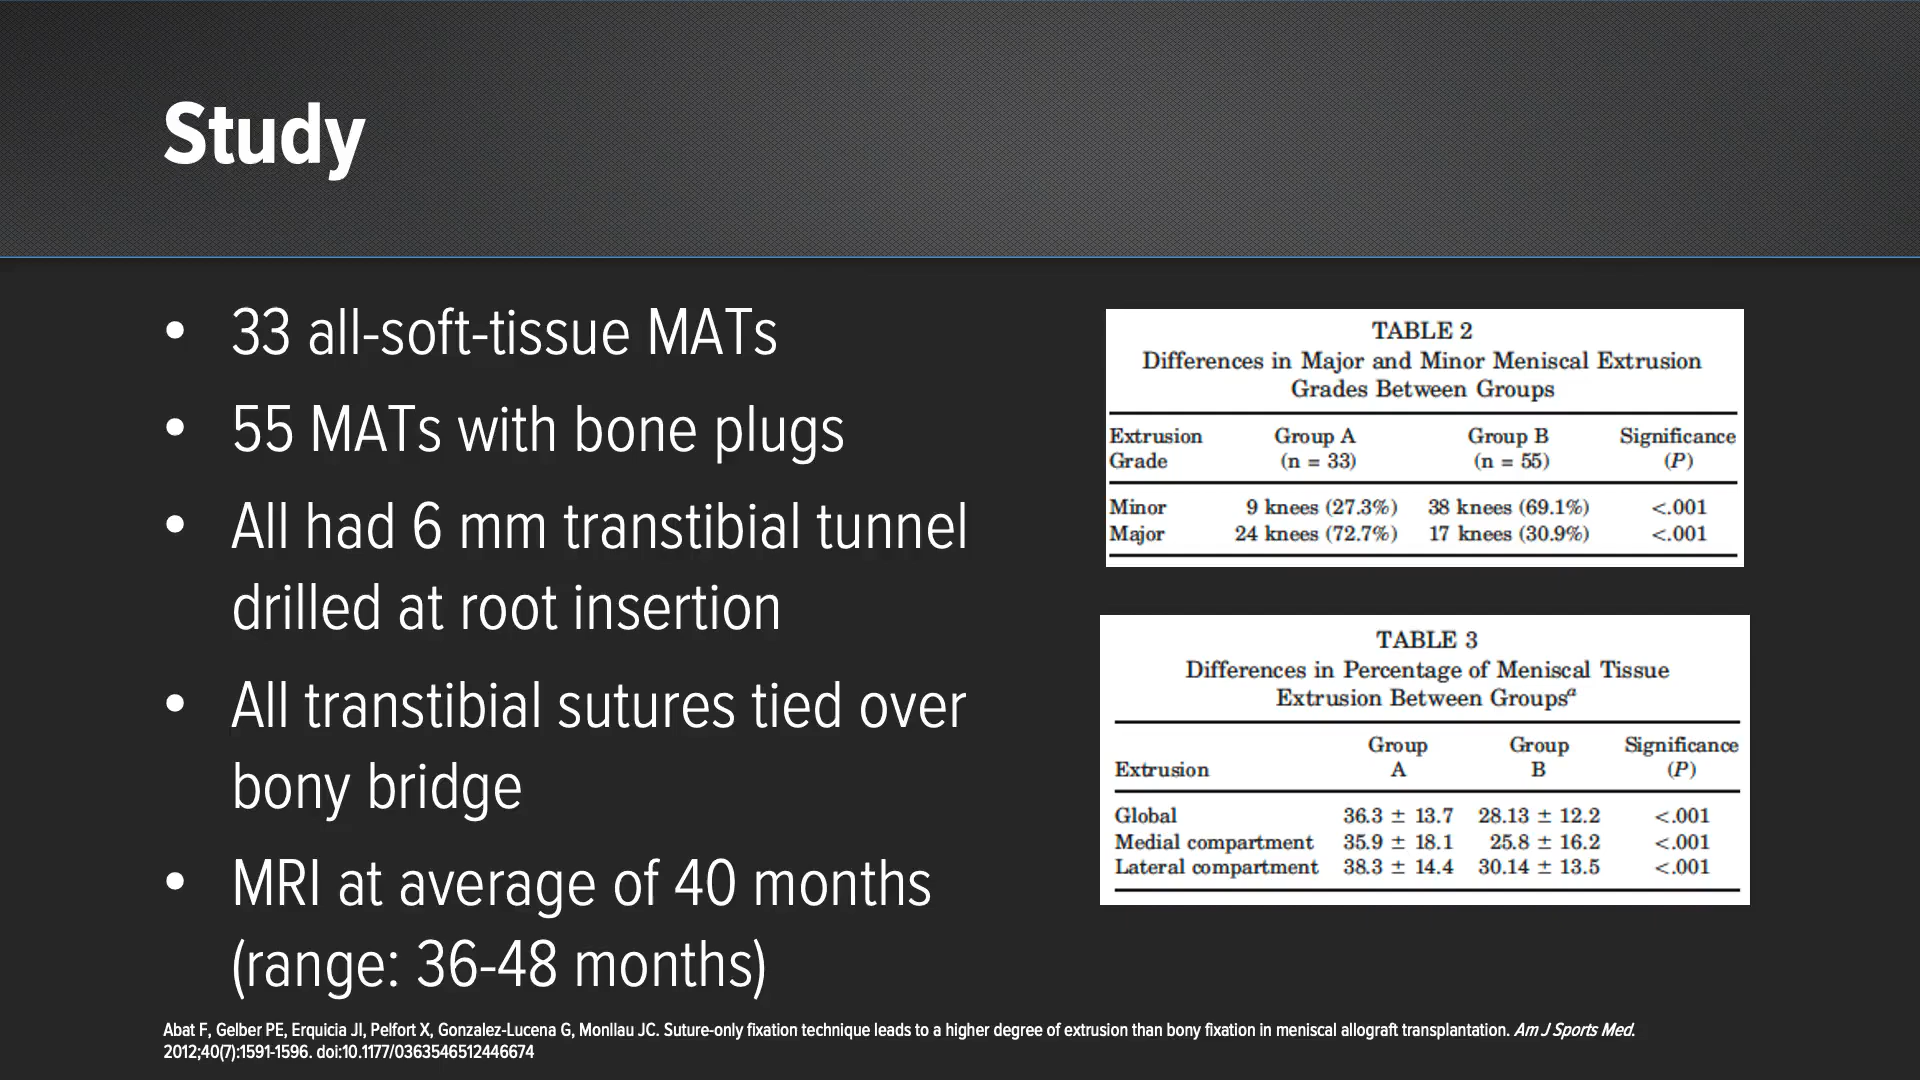 Study
• 33 all-soft-tissue MATs
• 55 MATs with bone plugs
• All had 6 mm transtibial tunnel
drilled at root insertion
• All transtibial sutures tied over
bony bridge
• MRI at average of 40 months
(range: 36-48 months)
TABLE 2
Differences in Major and Minor Meniscal Extrusion
Grades Between Groups
Extrusion Group A Group B Significance
Grade (n = 33) (n = 55) (P)
Minor 9 knees (27.3%) 38 knees (69.1%) <.001
Major 24 knees (72.7%) 17 knees (30.9%) <.001
TABLE 3
Differences in Percentage of Meniscal Tissue
Extrusion Between Groupsª
Group Group Significance
Extrusion A B (P)
Global 36.3 ± 13.7 28.13 ± 12.2 <.001
Medial compartment 35.9 ± 18.1 25.8 ± 16.2 <.001
Lateral compartment 38.3 ± 14.4 30.14 ± 13.5 <.001
Abat F, Gelber PE, Erquicia JI, Pelfort X, Gonzalez-Lucena G, Monllau JC. Suture-only fixation technique leads to a higher degree of extrusion than bony fixation in meniscal allograft transplantation. Am J Sports Med.
2012;40(7):1591-1596. doi:10.1177/0363546512446674